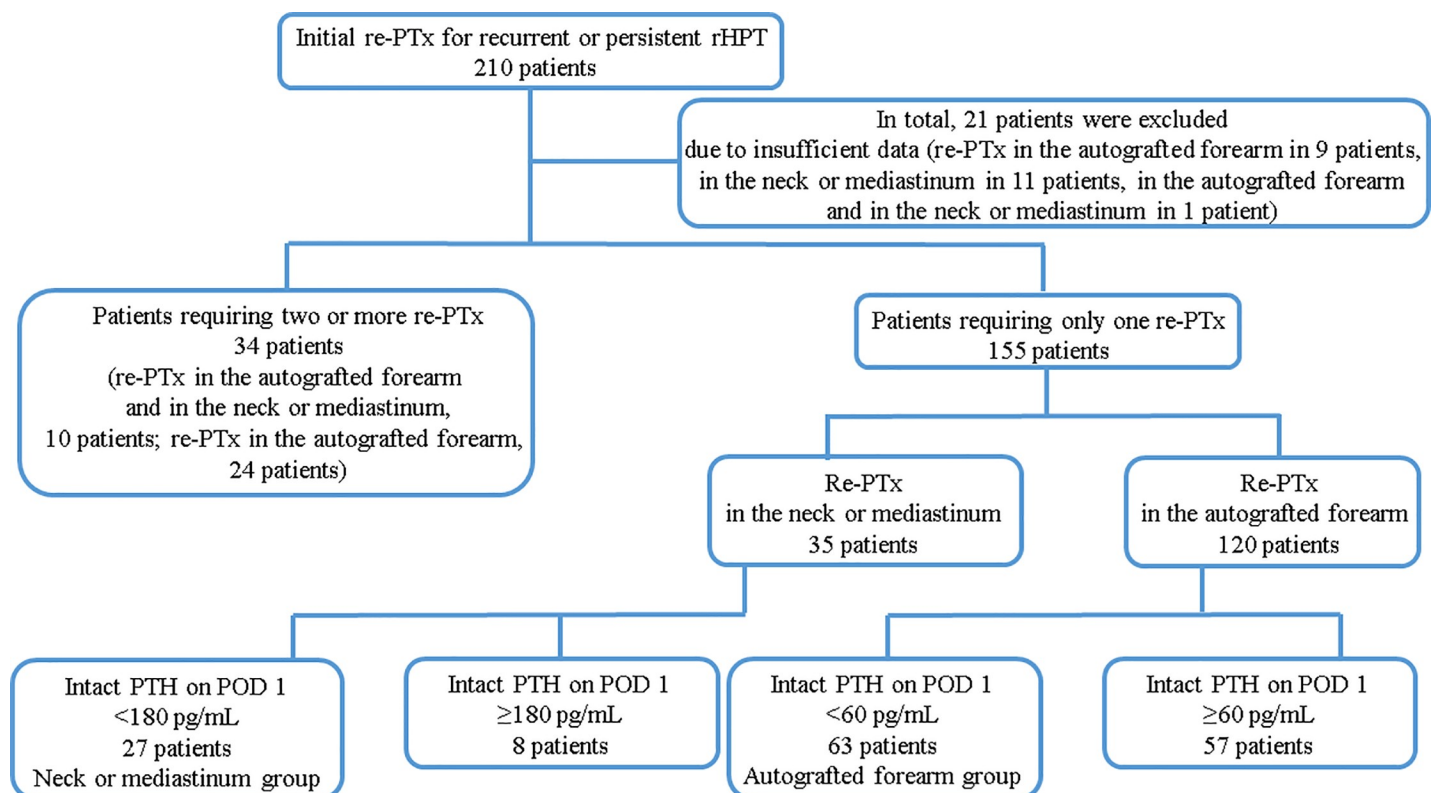 Initial re-PTx for recurrent or persistent rHPT
210 patients
In total, 21 patients were excluded
due to insufficient data (re-PTx in the autografted forearm in 9 patients,
in the neck or mediastinum in 11 patients, in the autografted forearm
and in the neck or mediastinum in 1 patient)
Patients requiring two or more re-PTx
34 patients
(re-PTx in the autografted forearm
and in the neck or mediastinum,
10 patients; re-PTx in the autografted forearm,
24 patients)
Patients requiring only one re-PTx
155 patients
Re-PTx
in the neck or mediastinum
35 patients
Re-PTx
in the autografted forearm
120 patients
Intact PTH on POD 1
<180 pg/mL
27 patients
Neck or mediastinum group
Intact PTH on POD 1
≥180 pg/mL
8 patients
Intact PTH on POD 1
<60 pg/mL
63 patients
Autografted forearm group
Intact PTH on POD 1
≥60 pg/mL
57 patients